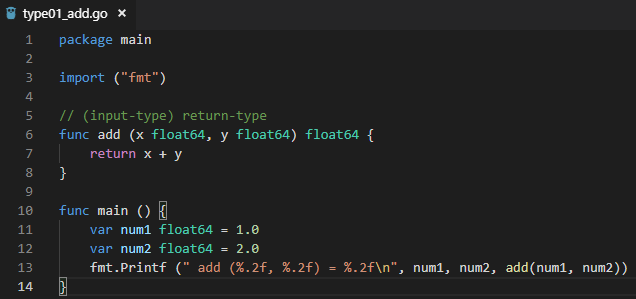 type01_add.go ×
1 package main
2
3 import ("fmt")
4
5 // (input-type) return-type
6 func add (x float64, y float64) float64 {
7     return x + y
8 }
9
10 func main () {
11     var num1 float64 = 1.0
12     var num2 float64 = 2.0
13     fmt.Printf (" add (%.2f, %.2f) = %.2f\n", num1, num2, add(num1, num2))
14 }